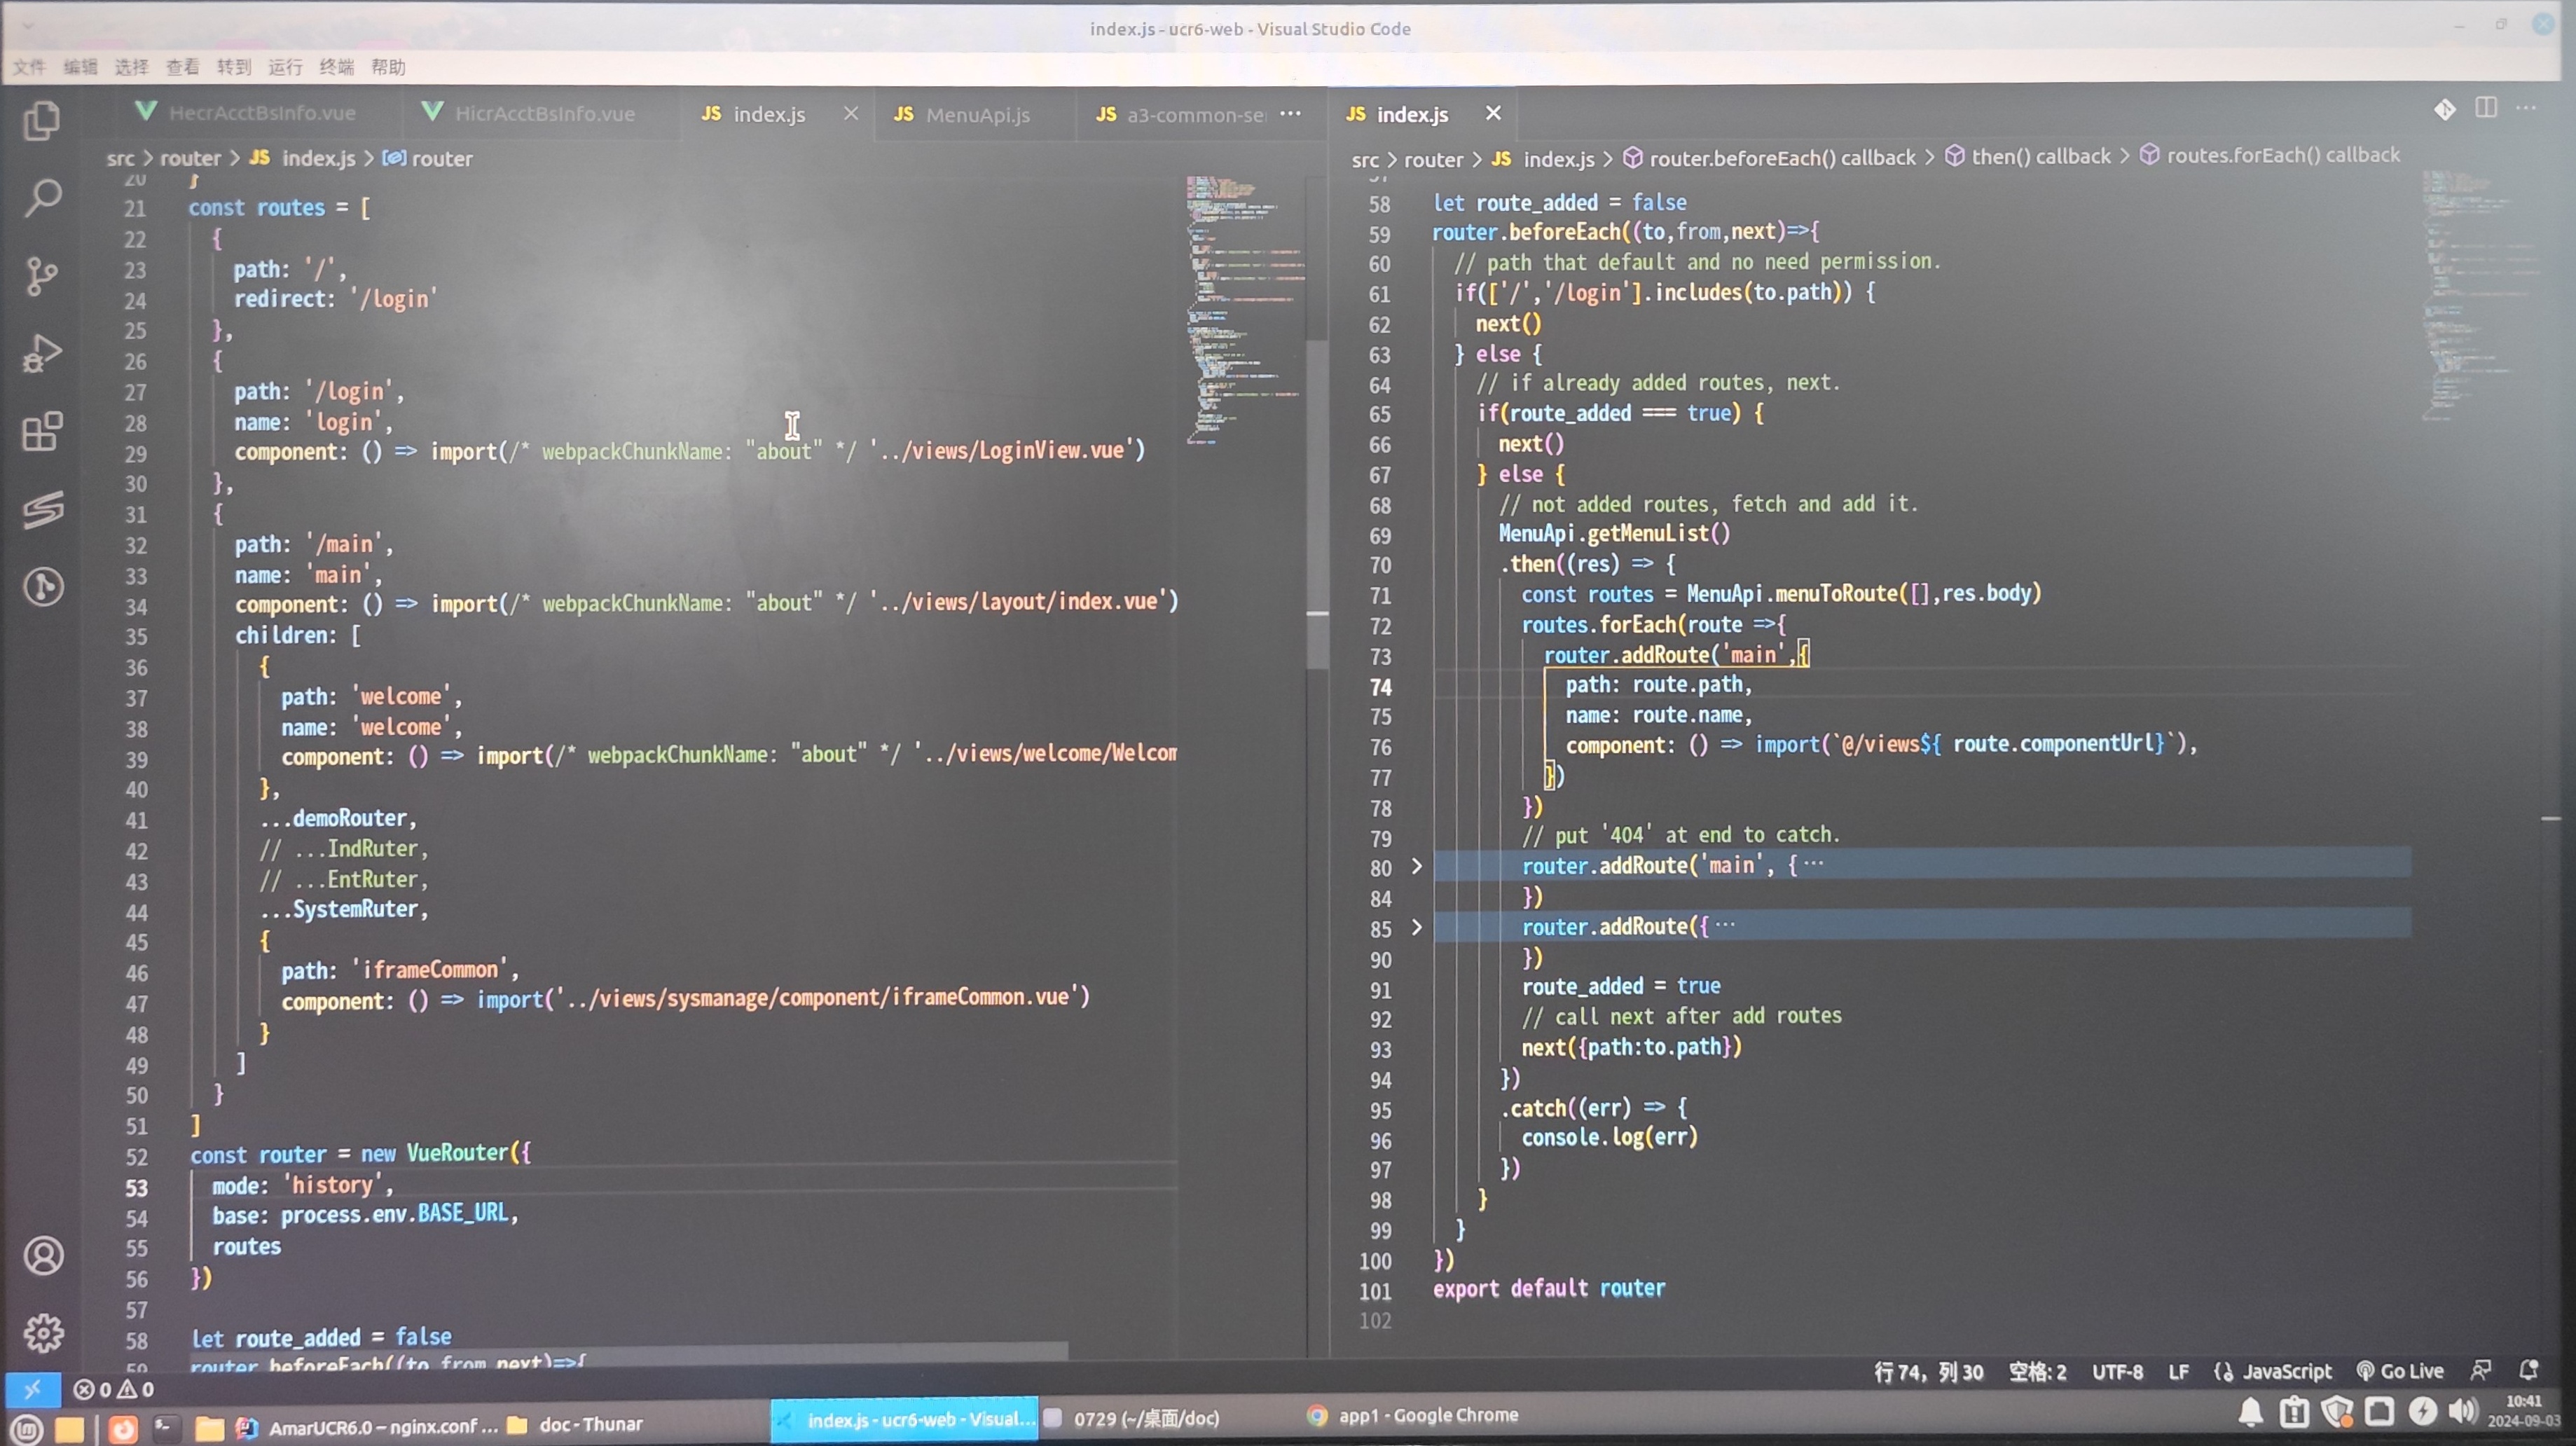 index.js - ucr6-web - Visual Studio Code
文件 编辑 选择 查看 转到 运行 终端 帮助
HecrAcctBsInfo.vue HicrAcctBsInfo.vue JS index.js JS MenuApi.js JS a3-common-se ···
src > router > JS index.js > router
20 }
21 const routes = [
22 {
23 path: '/',
24 redirect: '/login'
25 },
26 {
27 path: '/login',
28 name: 'login',
29 component: () => import(/* webpackChunkName: "about" */ '../views/LoginView.vue')
30 },
31 {
32 path: '/main',
33 name: 'main',
34 component: () => import(/* webpackChunkName: "about" */ '../views/layout/index.vue')
35 children: [
36 {
37 path: 'welcome',
38 name: 'welcome',
39 component: () => import(/* webpackChunkName: "about" */ '../views/welcome/Welcom
40 },
41 ...demoRouter,
42 // ...IndRuter,
43 // ...EntRuter,
44 ...SystemRuter,
45 {
46 path: 'iframeCommon',
47 component: () => import('../views/sysmanage/component/iframeCommon.vue')
48 }
49 ]
50 }
51 ]
52 const router = new VueRouter({
53 mode: 'history',
54 base: process.env.BASE_URL,
55 routes
56 })
57
58 let route_added = false
59 router.beforeEach((to,from,next)=>{
JS index.js
src > router > JS index.js > router.beforeEach() callback > then() callback > routes.forEach() callback
57
58 let route_added = false
59 router.beforeEach((to,from,next)=>{
60 // path that default and no need permission.
61 if(['/','/login'].includes(to.path)) {
62 next()
63 } else {
64 // if already added routes, next.
65 if(route_added === true) {
66 next()
67 } else {
68 // not added routes, fetch and add it.
69 MenuApi.getMenuList()
70 .then((res) => {
71 const routes = MenuApi.menuToRoute([],res.body)
72 routes.forEach(route =>{
73 router.addRoute('main',{
74 path: route.path,
75 name: route.name,
76 component: () => import(`@/views${ route.componentUrl}`),
77 })
78 })
79 // put '404' at end to catch.
80 router.addRoute('main', {···
84 })
85 router.addRoute({···
90 })
91 route_added = true
92 // call next after add routes
93 next({path:to.path})
94 })
95 .catch((err) => {
96 console.log(err)
97 })
98 }
99 }
100 })
101 export default router
102
0 0 行 74，列 30 空格: 2 UTF-8 LF {} JavaScript Go Live
AmarUCR6.0 – nginx.conf ... doc - Thunar index.js - ucr6-web - Visual... 0729 (~/桌面/doc) app1 - Google Chrome 10:41
2024-09-03